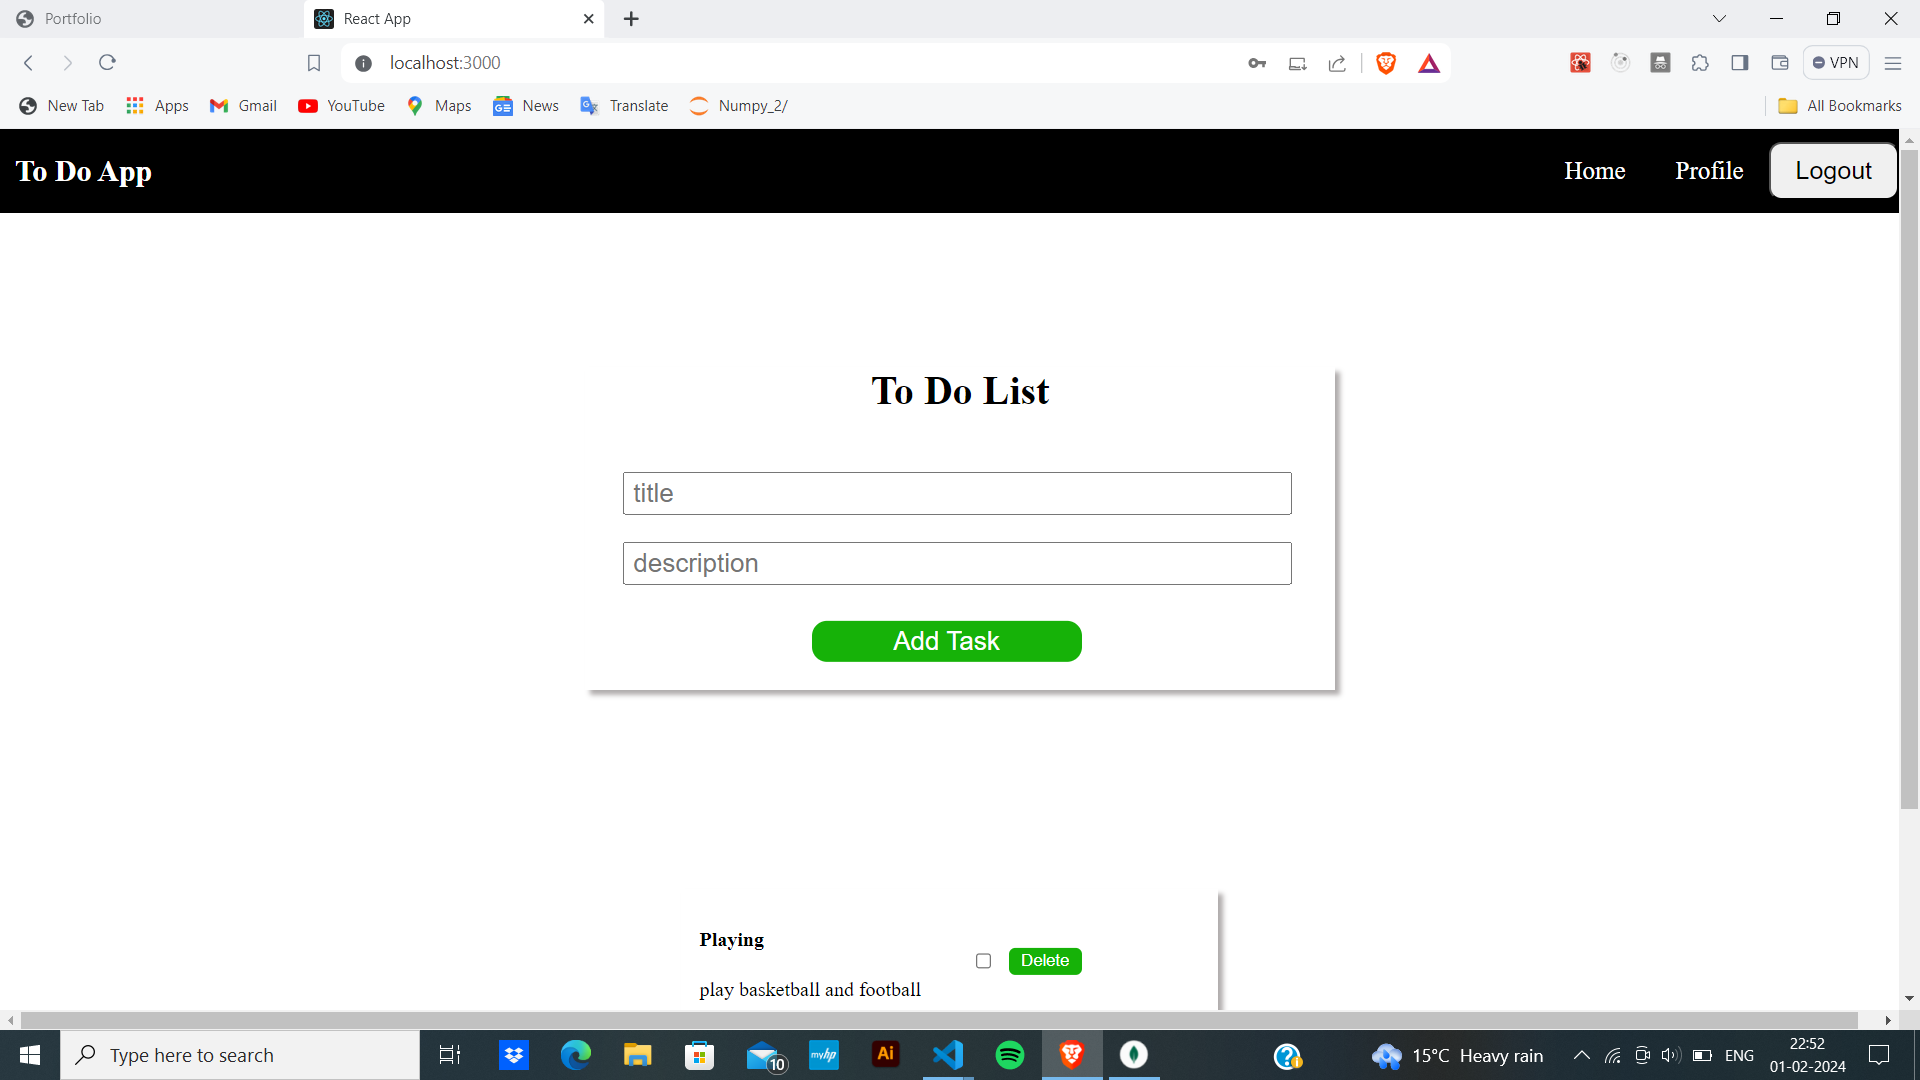 Portfolio
React App
localhost:3000
VPN
New Tab
Apps
Gmail
YouTube
Maps
News
Translate
Numpy_2/
All Bookmarks
To Do App
Home
Profile
Logout
To Do List
title
description
Add Task
Playing
Delete
play basketball and football
Type here to search
10
myhp
Ai
15°C Heavy rain
ENG
22:52
01-02-2024